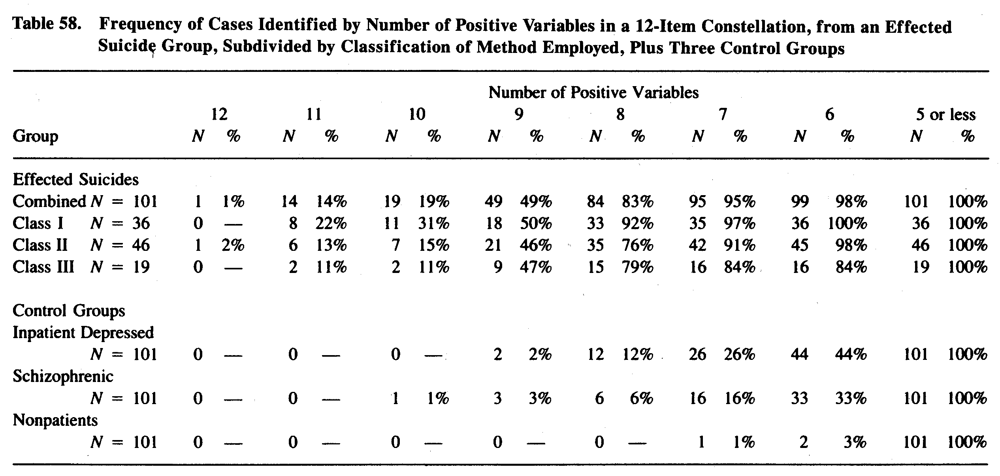 Table 58. Frequency of Cases Identified by Number of Positive Variables in a 12-Item Constellation, from an Effected
Suicide Group, Subdivided by Classification of Method Employed, Plus Three Control Groups
Number of Positive Variables
12 11 10 9 8 7 6 5 or less
Group N % N % N % N % N % N % N % N %
Effected Suicides
Combined N = 101 1 1% 14 14% 19 19% 49 49% 84 83% 95 95% 99 98% 101 100%
Class I N = 36 0 — 8 22% 11 31% 18 50% 33 92% 35 97% 36 100% 36 100%
Class II N = 46 1 2% 6 13% 7 15% 21 46% 35 76% 42 91% 45 98% 46 100%
Class III N = 19 0 — 2 11% 2 11% 9 47% 15 79% 16 84% 16 84% 19 100%
Control Groups
Inpatient Depressed
N = 101 0 — 0 — 0 — 2 2% 12 12% 26 26% 44 44% 101 100%
Schizophrenic
N = 101 0 — 0 — 1 1% 3 3% 6 6% 16 16% 33 33% 101 100%
Nonpatients
N = 101 0 — 0 — 0 — 0 — 0 — 1 1% 2 3% 101 100%